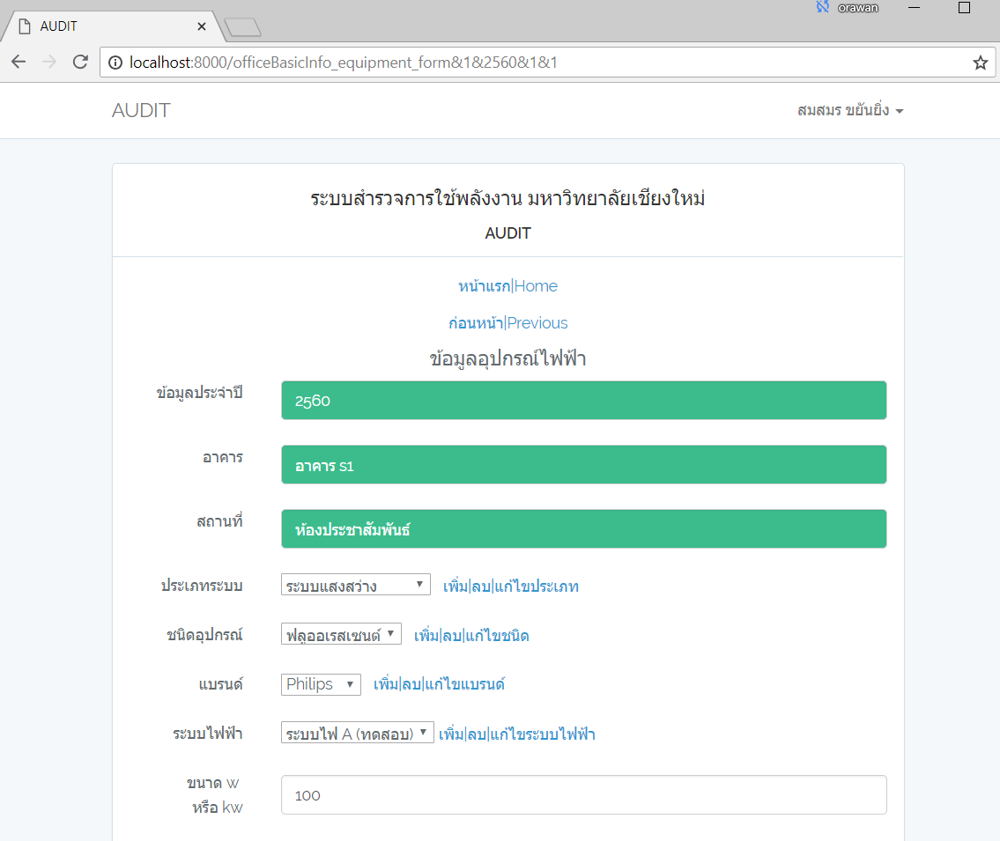 orawan
AUDIT
localhost:8000/officeBasicInfo_equipment_form&1&2560&1&1
AUDIT
สมสมร ขยันยิ่ง
ระบบสำรวจการใช้พลังงาน มหาวิทยาลัยเชียงใหม่
AUDIT
หน้าแรก|Home
ก่อนหน้า|Previous
ข้อมูลอุปกรณ์ไฟฟ้า
ข้อมูลประจำปี 2560
อาคาร อาคาร s1
สถานที่ ห้องประชาสัมพันธ์
ประเภทระบบ ระบบแสงสว่าง เพิ่ม|ลบ|แก้ไขประเภท
ชนิดอุปกรณ์ ฟลูออเรสเซนต์ เพิ่ม|ลบ|แก้ไขชนิด
แบรนด์ Philips เพิ่ม|ลบ|แก้ไขแบรนด์
ระบบไฟฟ้า ระบบไฟ A (ทดสอบ) เพิ่ม|ลบ|แก้ไขระบบไฟฟ้า
ขนาด w
หรือ kw
100